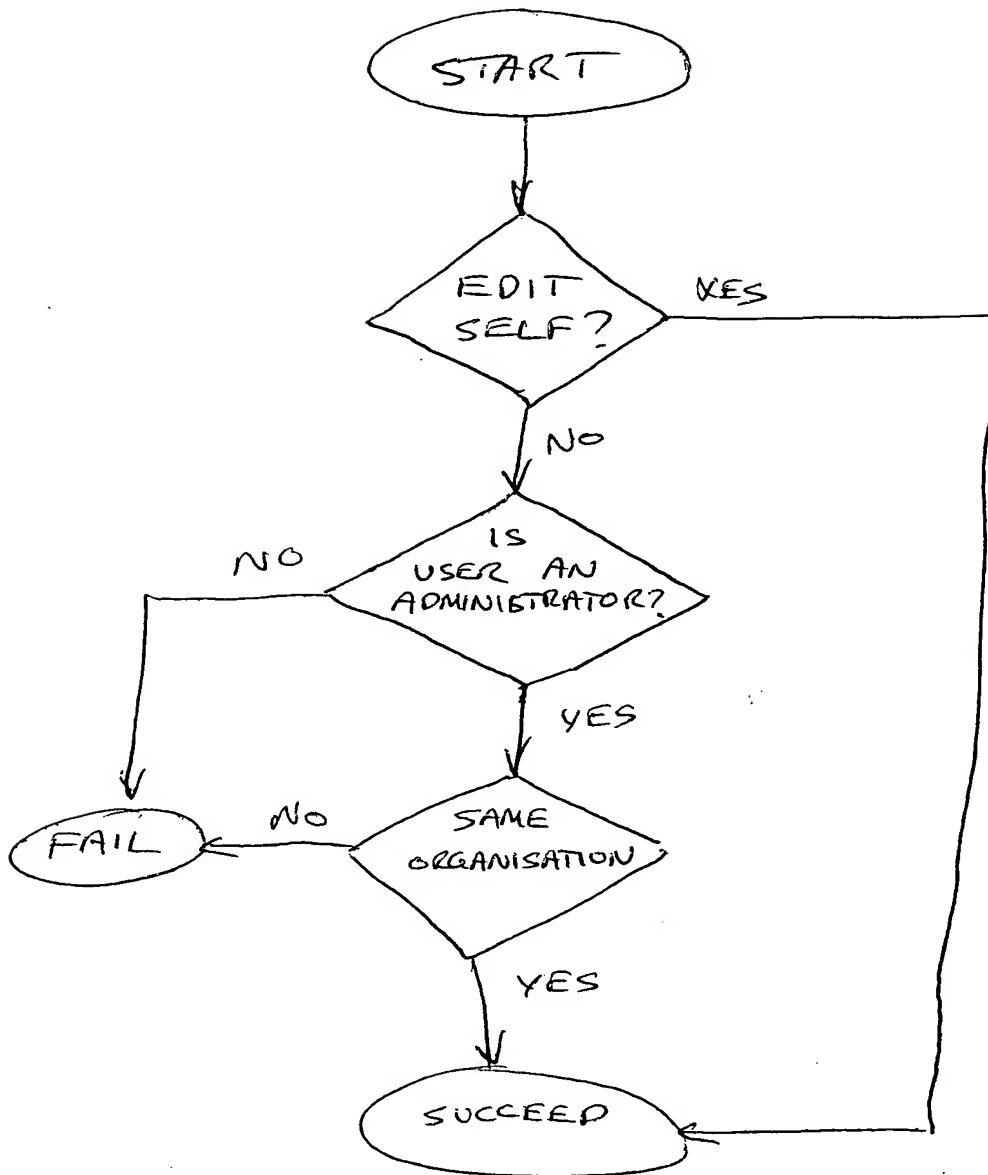 START
EDIT
SELF?
YES
NO
IS
USER AN
ADMINISTRATOR?
NO
YES
SAME
ORGANISATION
NO
FAIL
YES
SUCCEED